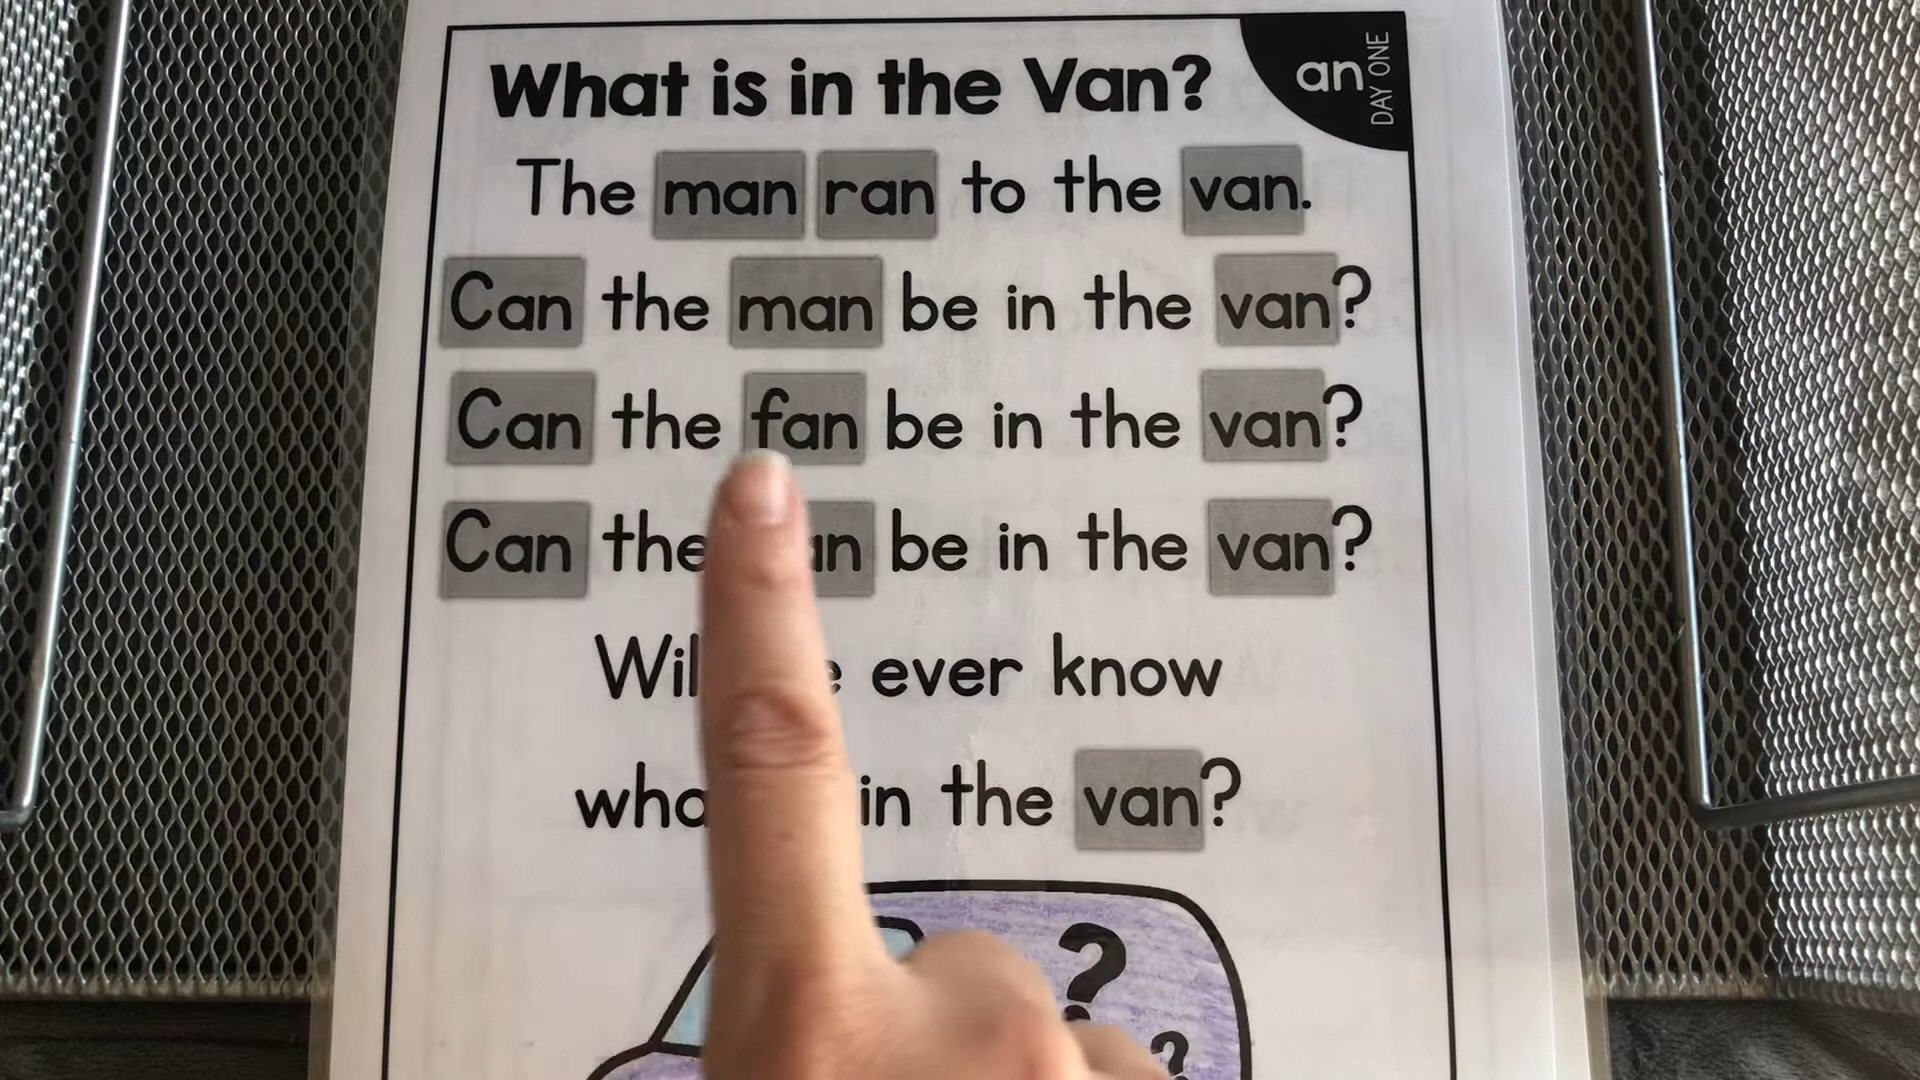 What is in the Van?
an
DAY ONE
The man ran to the van.
Can the man be in the van?
Can the fan be in the van?
Can the be in the van?
ever know
in the van?
? ?